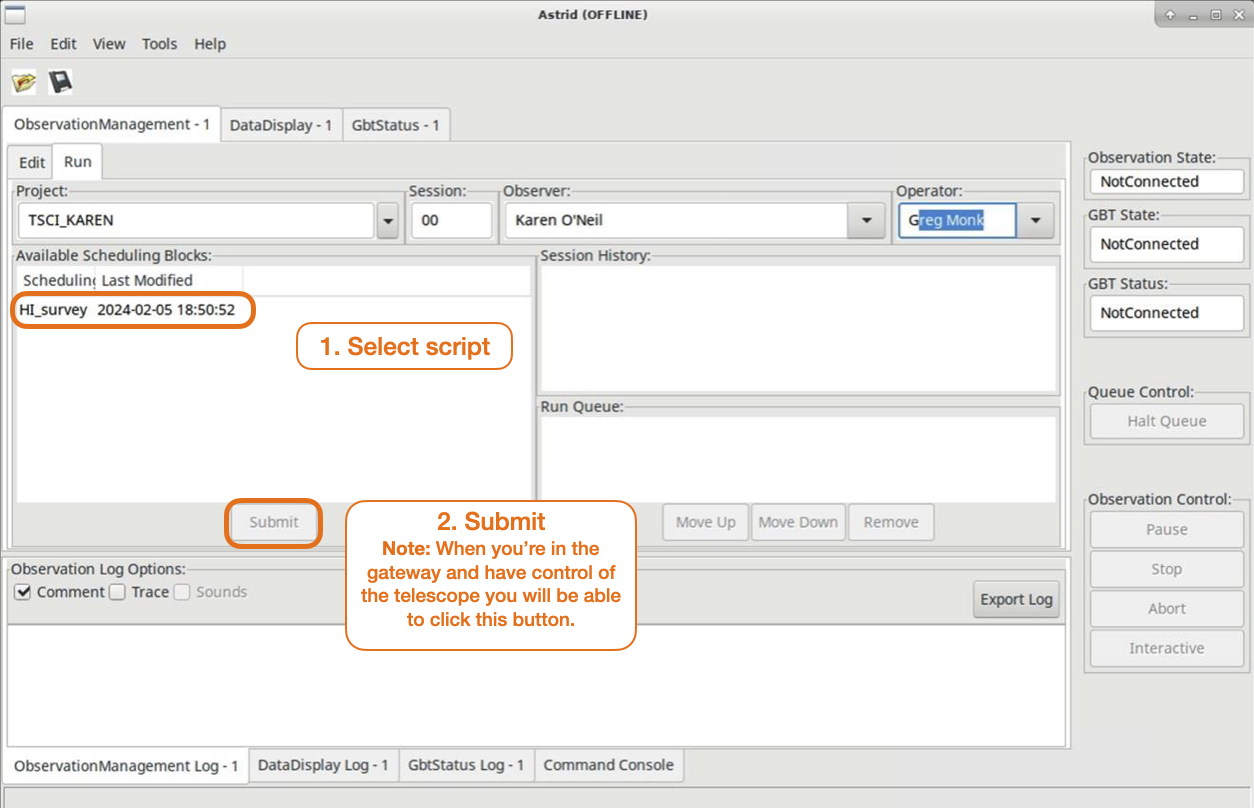 Astrid (OFFLINE)
File Edit View Tools Help
ObservationManagement - 1 DataDisplay - 1 GbtStatus - 1
Edit Run
Project: Session: Observer: Operator:
TSCI_KAREN 00 Karen O'Neil Greg Monk
Available Scheduling Blocks:
Scheduling Last Modified
HI_survey 2024-02-05 18:50:52
1. Select script
Submit
Session History:
Run Queue:
Move Up Move Down Remove
2. Submit
Note: When you're in the
gateway and have control of
the telescope you will be able
to click this button.
Observation Log Options:
Comment Trace Sounds
Export Log
ObservationManagement Log - 1 DataDisplay Log - 1 GbtStatus Log - 1 Command Console
Observation State:
NotConnected
GBT State:
NotConnected
GBT Status:
NotConnected
Queue Control:
Halt Queue
Observation Control:
Pause
Stop
Abort
Interactive